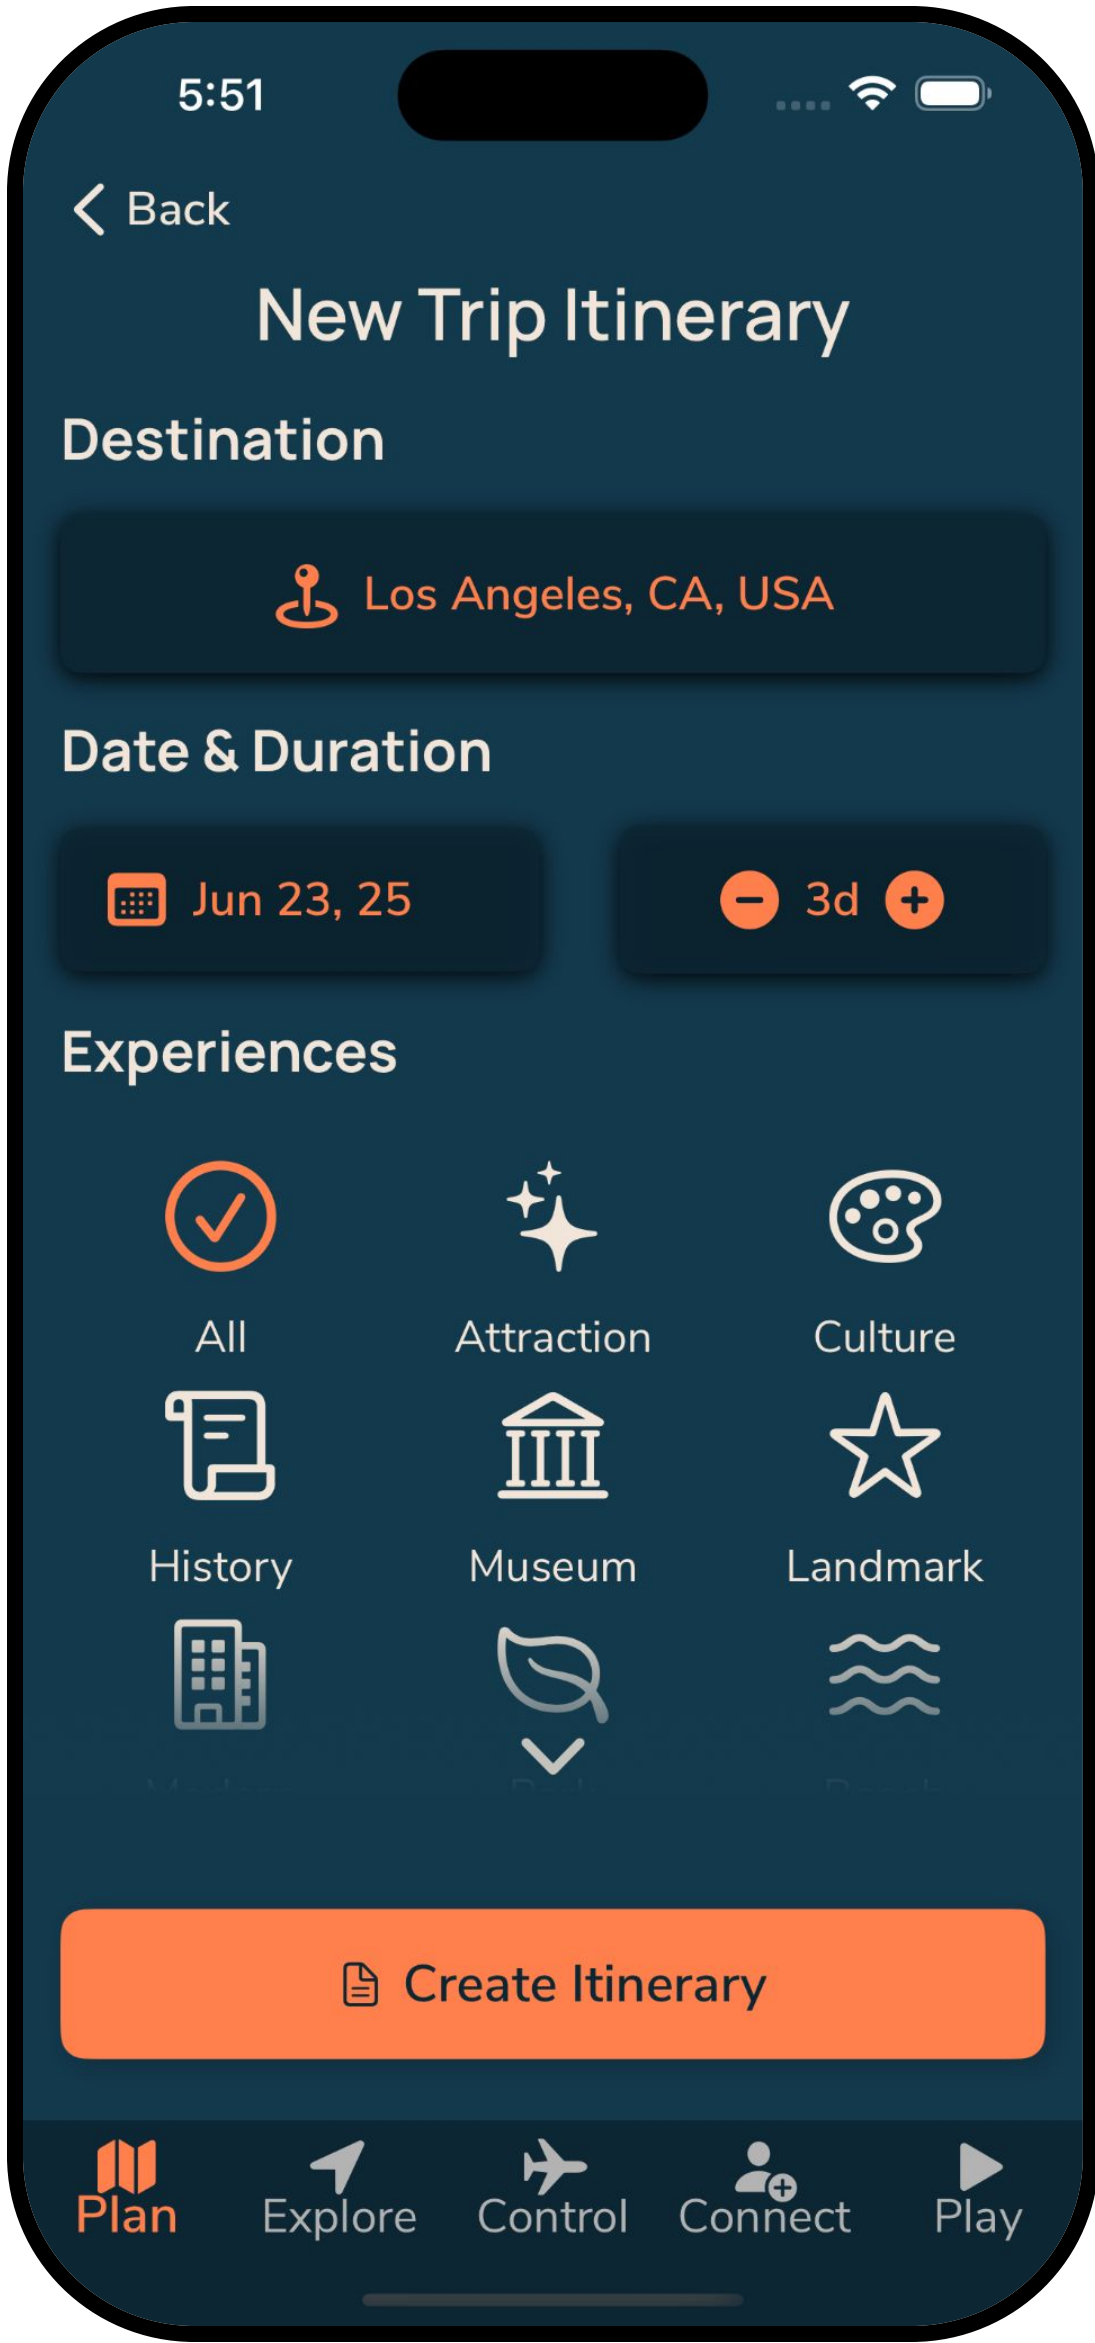 5:51
Back
New Trip Itinerary
Destination
Los Angeles, CA, USA
Date & Duration
Jun 23, 25
3d
Experiences
All Attraction Culture
History Museum Landmark
Create Itinerary
Plan Explore Control Connect Play